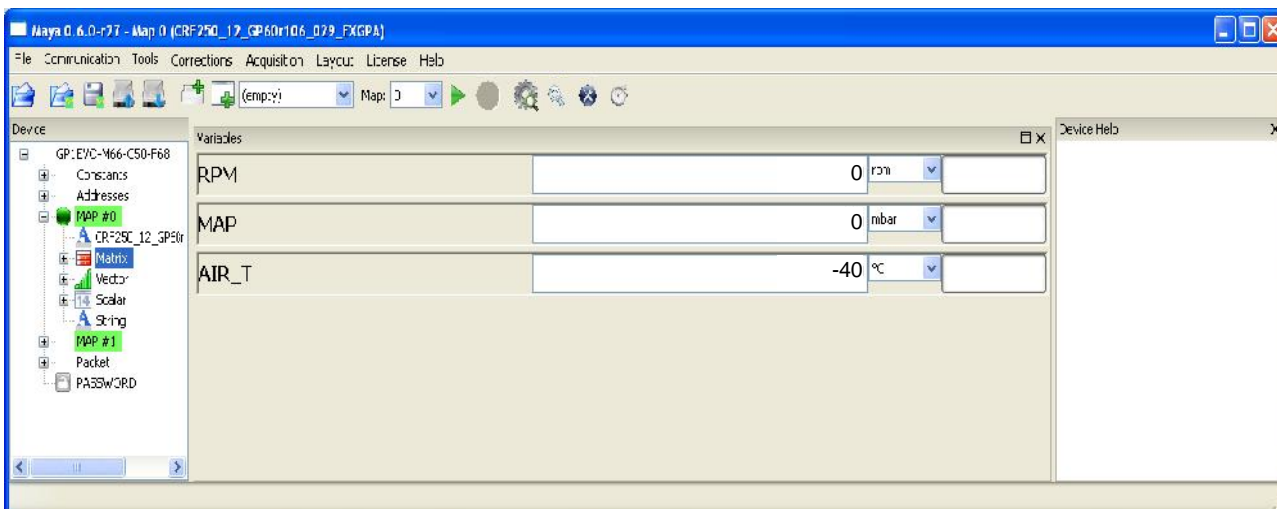 Maya 0.6.0-r27 - Map 0 (CRF250_12_GP60r106_029_FXGPA)
File Communication Tools Corrections Acquisition Layout License Help
(empty) Map: 0
Device
Variables
Device Help
GP1EVO-M66-C50-F68
Constants
Addresses
MAP #0
CRF250_12_GP60r
Matrix
Vector
Scalar
String
MAP #1
Packet
PASSWORD
RPM 0 rpm
MAP 0 mbar
AIR_T -40 °C